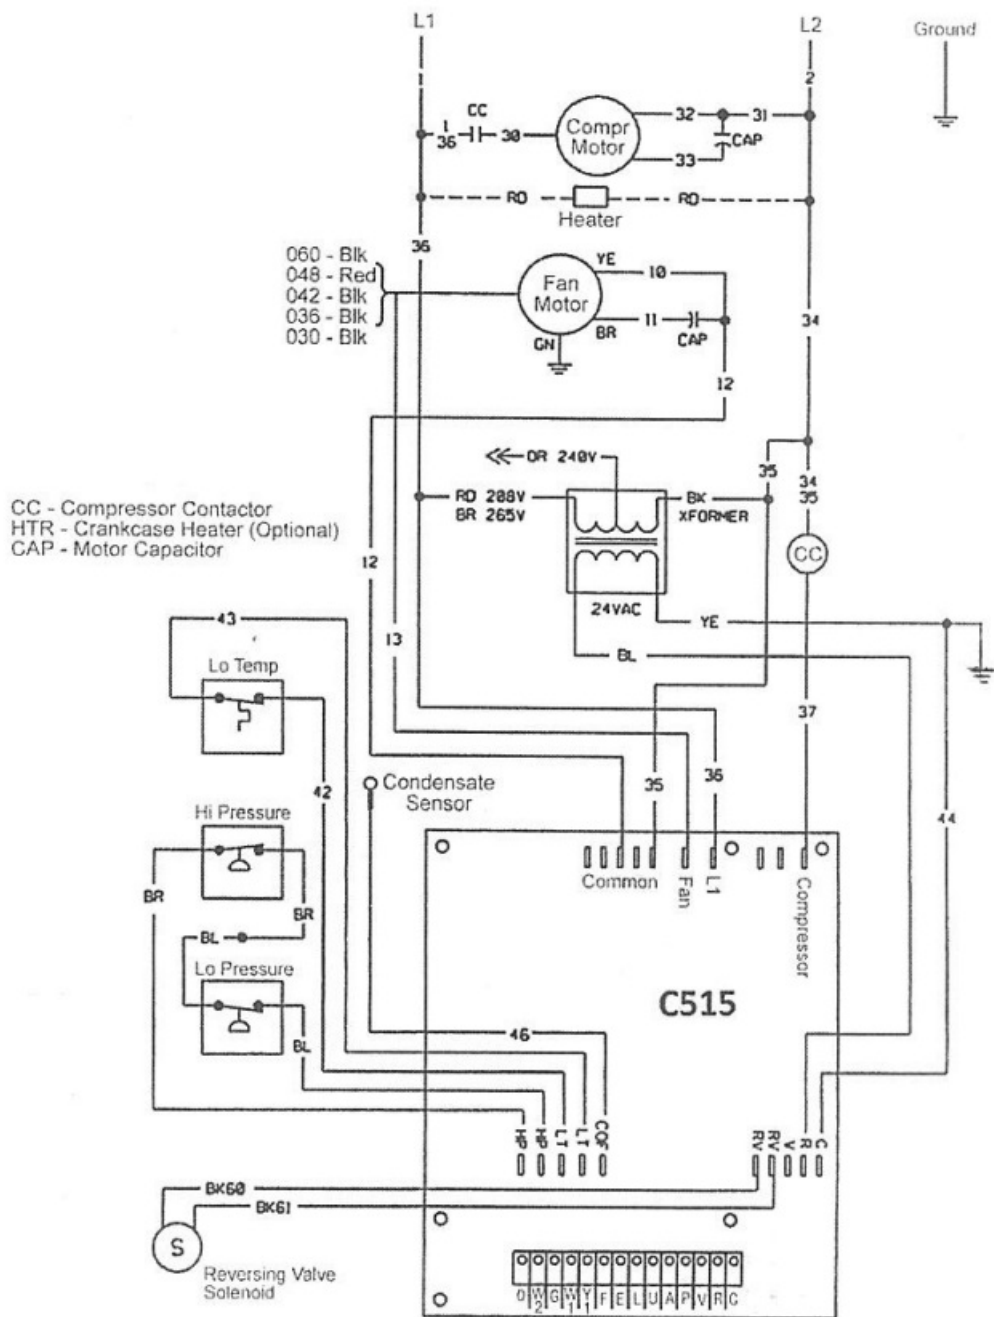 L1
L2
Ground
1
2
CC
1
36
30
Compr
Motor
32
31
CAP
33
RD
Heater
RD
36
060 - Blk
048 - Red
042 - Blk
036 - Blk
030 - Blk
YE
10
Fan
Motor
BR
11
CAP
GN
34
12
OR 240V
35
34
35
RD 208V
BR 265V
BK
XFORMER
CC - Compressor Contactor
HTR - Crankcase Heater (Optional)
CAP - Motor Capacitor
CC
12
24VAC
YE
43
13
BL
Lo Temp
37
42
Condensate
Sensor
35
36
44
Hi Pressure
Common
Fan
L1
Compressor
BR
BR
BL
Lo Pressure
C515
BL
46
HP
HP
LT
LT
COF
RV
RV
V
R
C
BK60
BK61
S
Reversing Valve
Solenoid
O W2 G W1 Y1 F E L U A P V R C